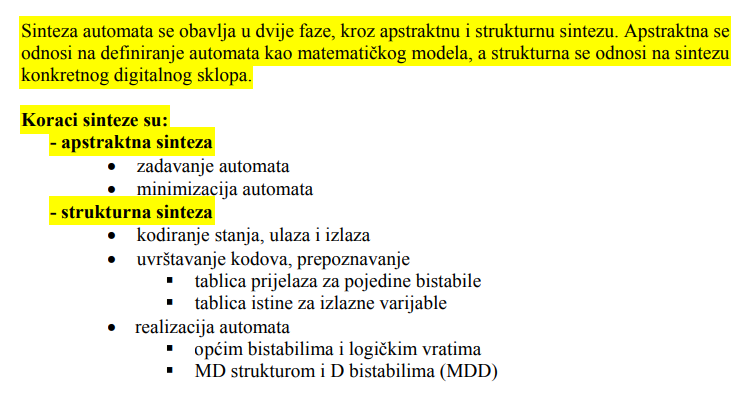 Sinteza automata se obavlja u dvije faze, kroz apstraktnu i strukturnu sintezu. Apstraktna se
odnosi na definiranje automata kao matematičkog modela, a strukturna se odnosi na sintezu
konkretnog digitalnog sklopa.
Koraci sinteze su:
- apstraktna sinteza
• zadavanje automata
• minimizacija automata
- strukturna sinteza
• kodiranje stanja, ulaza i izlaza
• uvrštavanje kodova, prepoznavanje
▪ tablica prijelaza za pojedine bistabile
▪ tablica istine za izlazne varijable
• realizacija automata
▪ općim bistabilima i logičkim vratima
▪ MD strukturom i D bistabilima (MDD)